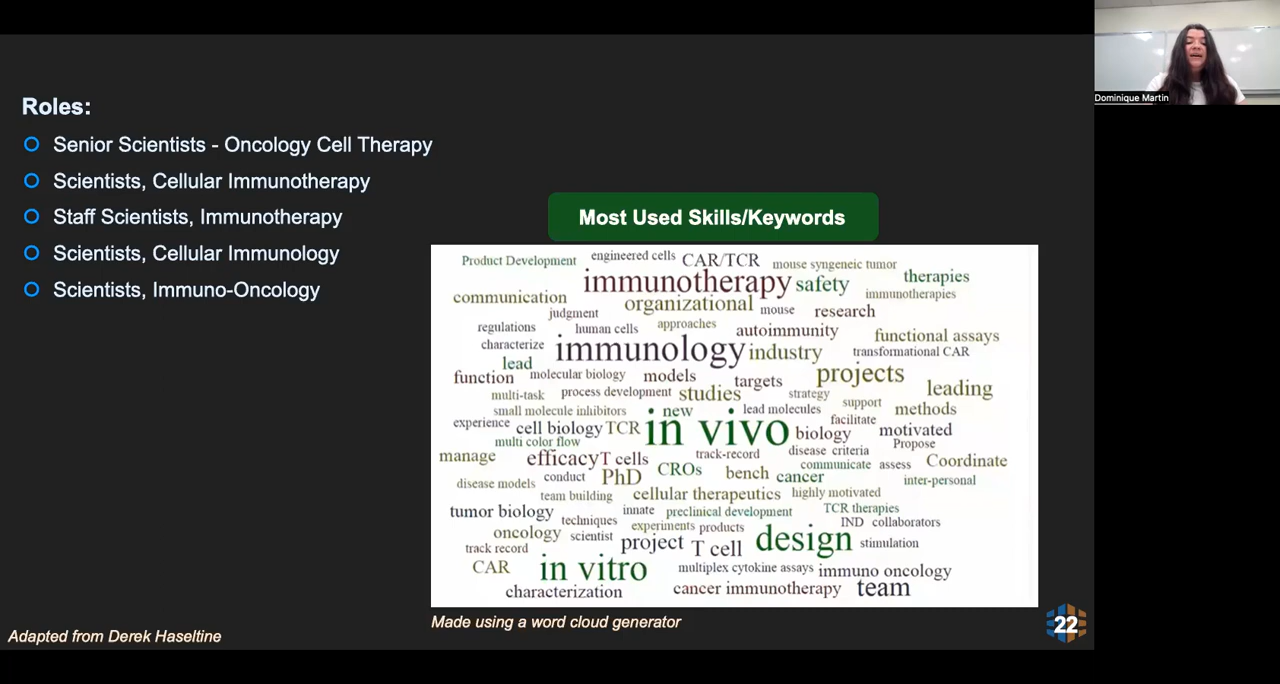 Dominique Martin
Roles:
Senior Scientists - Oncology Cell Therapy
Scientists, Cellular Immunotherapy
Staff Scientists, Immunotherapy
Scientists, Cellular Immunology
Scientists, Immuno-Oncology
Most Used Skills/Keywords
Product Development engineered cells CAR/TCR mouse syngeneic tumor
immunotherapy safety therapies
communication organizational immunotherapies
judgment mouse research
regulations human cells approaches autoimmunity functional assays
characterize immunology industry transformational CAR
lead
function molecular biology models targets projects leading
multi-task process development studies strategy support
small molecule inhibitors new lead molecules methods
experience cell biology TCR in vivo biology facilitate motivated
multi color flow Propose
manage efficacy T cells track-record disease criteria Coordinate
CROs communicate assess
disease models conduct PhD bench cancer inter-personal
team building cellular therapeutics highly motivated
tumor biology innate preclinical development TCR therapies
techniques experiments products IND collaborators
oncology scientist project T cell design stimulation
track record
CAR in vitro multiplex cytokine assays immuno oncology
characterization cancer immunotherapy team
Made using a word cloud generator
22
Adapted from Derek Haseltine